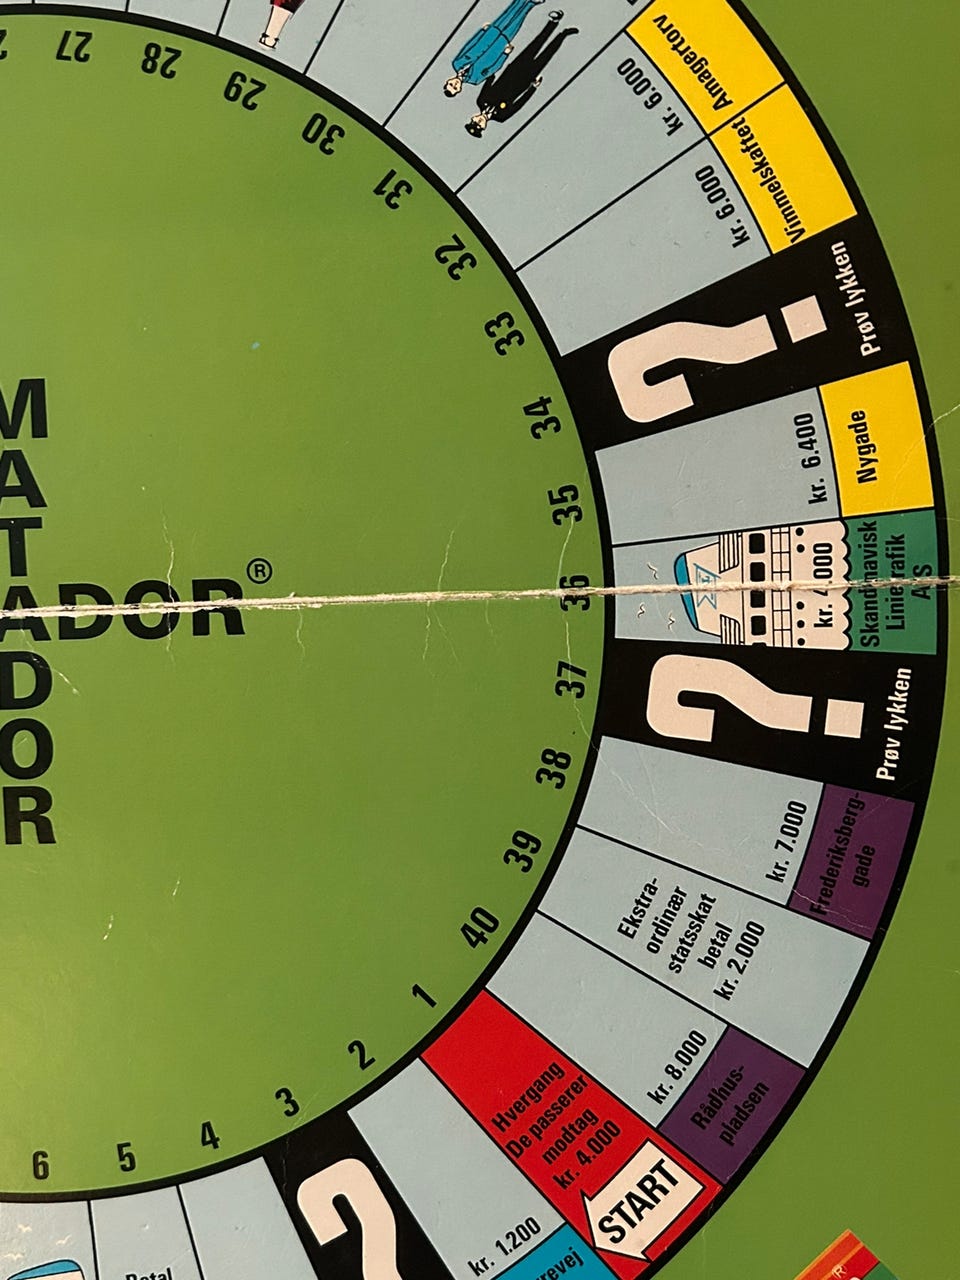 27
28
29
30
31
32
33
34
35
36
37
38
39
40
1
2
3
4
5
6
M
A
T
ADOR®
D
O
R
Amagertorv
kr. 6.000
Vimmelskaftet
kr. 6.000
Prøv lykken
?
Nygade
kr. 6.400
Skandinavisk
Linietrafik
A/S
?
Prøv lykken
kr. 7.000
Frederiksberg-
gade
Ekstra-
ordinær
statsskat
betal
kr. 2.000
kr. 8.000
Rådhus-
pladsen
Hvergang
De passerer
modtag
kr. 4.000
START
kr. 1.200
?
Betal